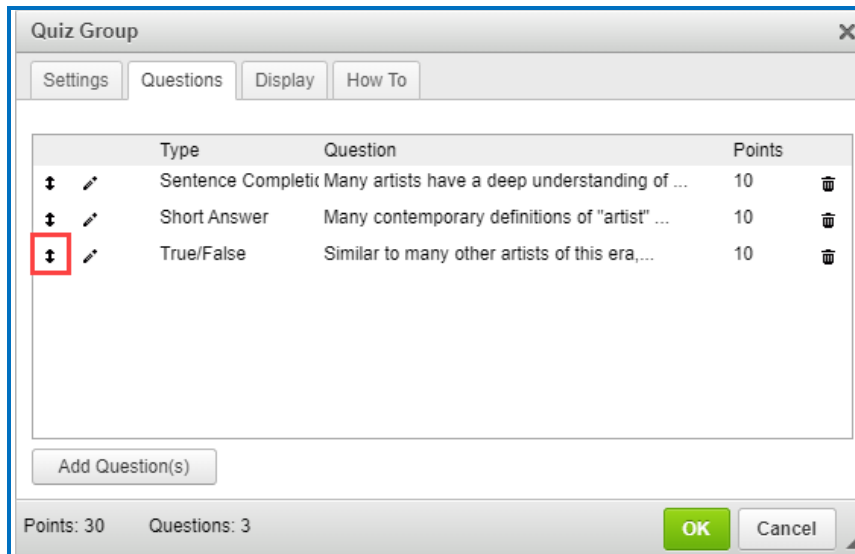 Quiz Group
Settings Questions Display How To
Type Question Points
Sentence Completic Many artists have a deep understanding of ... 10
Short Answer Many contemporary definitions of "artist" ... 10
True/False Similar to many other artists of this era,... 10
Add Question(s)
Points: 30 Questions: 3 OK Cancel